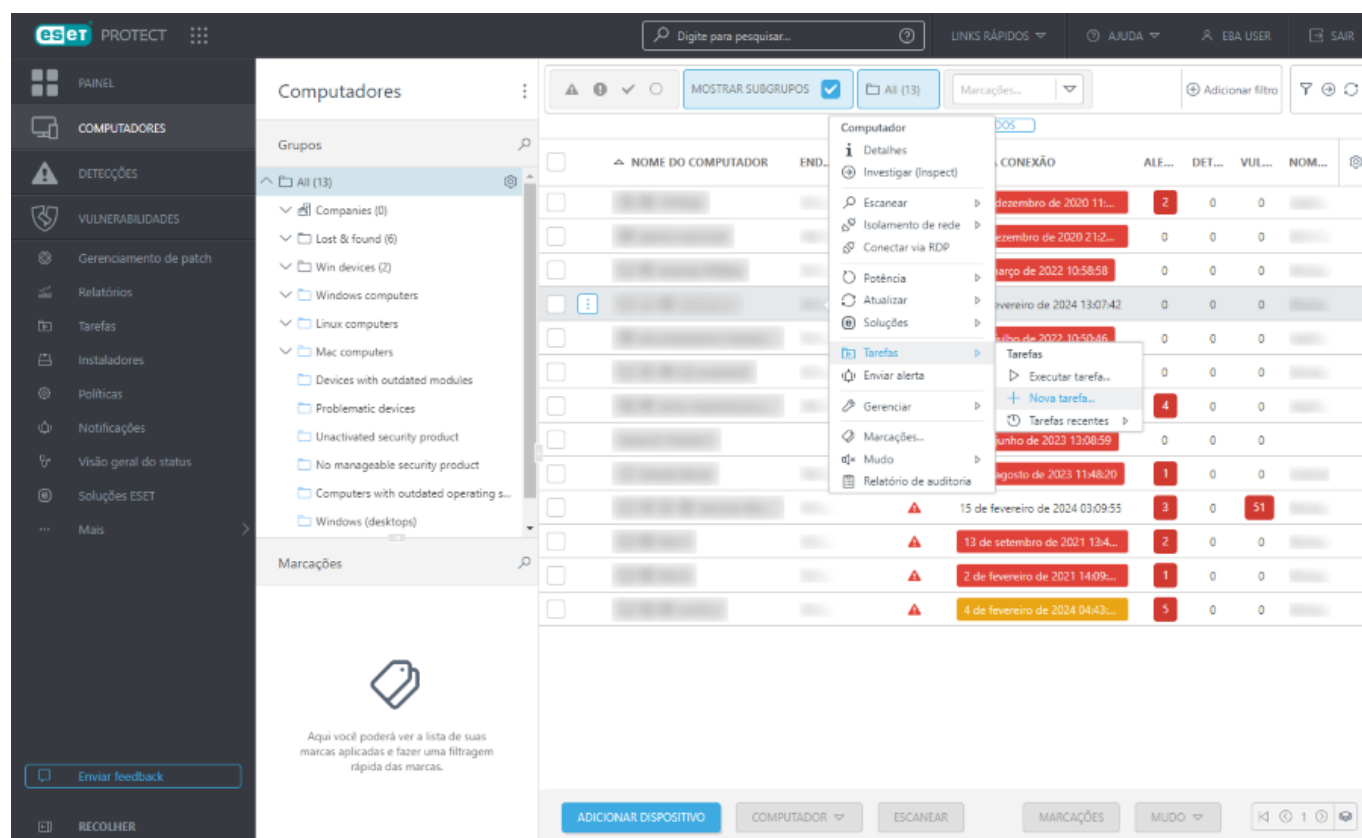 eset PROTECT
Digite para pesquisar...
LINKS RÁPIDOS
AJUDA
EBA USER
SAIR
PAINEL
COMPUTADORES
DETECÇÕES
VULNERABILIDADES
Gerenciamento de patch
Relatórios
Tarefas
Instaladores
Políticas
Notificações
Visão geral do status
Soluções ESET
Mais
Enviar feedback
RECOLHER
Computadores
Grupos
All (13)
Companies (0)
Lost & found (6)
Win devices (2)
Windows computers
Linux computers
Mac computers
Devices with outdated modules
Problematic devices
Unactivated security product
No manageable security product
Computers with outdated operating s...
Windows (desktops)
Marcações
Aqui você poderá ver a lista de suas
marcas aplicadas e fazer uma filtragem
rápida das marcas.
MOSTRAR SUBGRUPOS
All (13)
Marcações...
Adicionar filtro
DOS
NOME DO COMPUTADOR END... CONEXÃO ALE... DET... VUL... NOM...
dezembro de 2020 11:... 2 0 0
ezembro de 2020 21:2... 0 0 0
março de 2022 10:58:58 0 0 0
evereiro de 2024 13:07:42 0 0 0
julho de 2022 10:50:46 0 0 0
0 0 0
4 0 0
junho de 2023 13:08:59 0 0 0
agosto de 2023 11:48:20 1 0 0
15 de fevereiro de 2024 03:09:55 3 0 51
13 de setembro de 2021 13:4... 2 0 0
2 de fevereiro de 2021 14:09:... 1 0 0
4 de fevereiro de 2024 04:43:... 5 0 0
Computador
Detalhes
Investigar (Inspect)
Escanear
Isolamento de rede
Conectar via RDP
Potência
Atualizar
Soluções
Tarefas
Enviar alerta
Gerenciar
Marcações...
Mudo
Relatório de auditoria
Tarefas
Executar tarefa...
Nova tarefa...
Tarefas recentes
ADICIONAR DISPOSITIVO
COMPUTADOR
ESCANEAR
MARCAÇÕES
MUDO
1